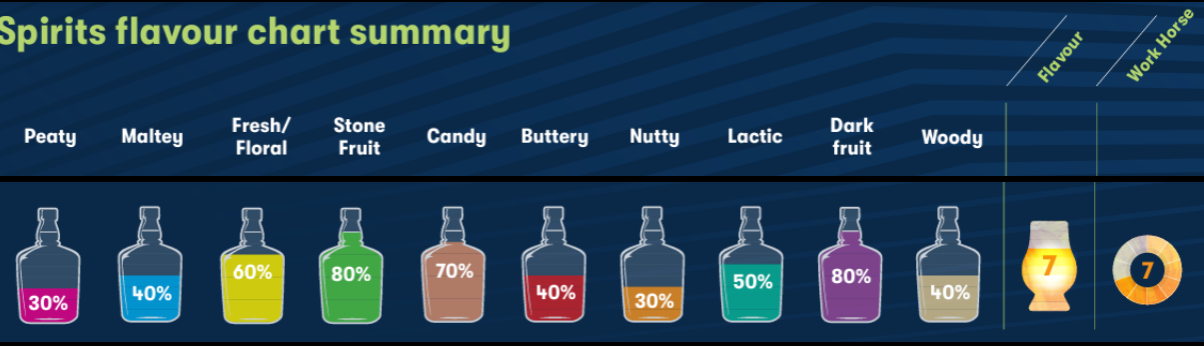 Spirits flavour chart summary
Flavour
Work Horse
Peaty
Maltey
Fresh/
Floral
Stone
Fruit
Candy
Buttery
Nutty
Lactic
Dark
fruit
Woody
30%
40%
60%
80%
70%
40%
30%
50%
80%
40%
7
7